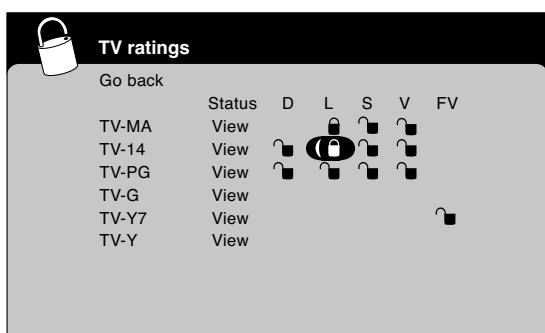 TV ratings
Go back
Status D L S V FV
TV-MA View
TV-14 View
TV-PG View
TV-G View
TV-Y7 View
TV-Y View